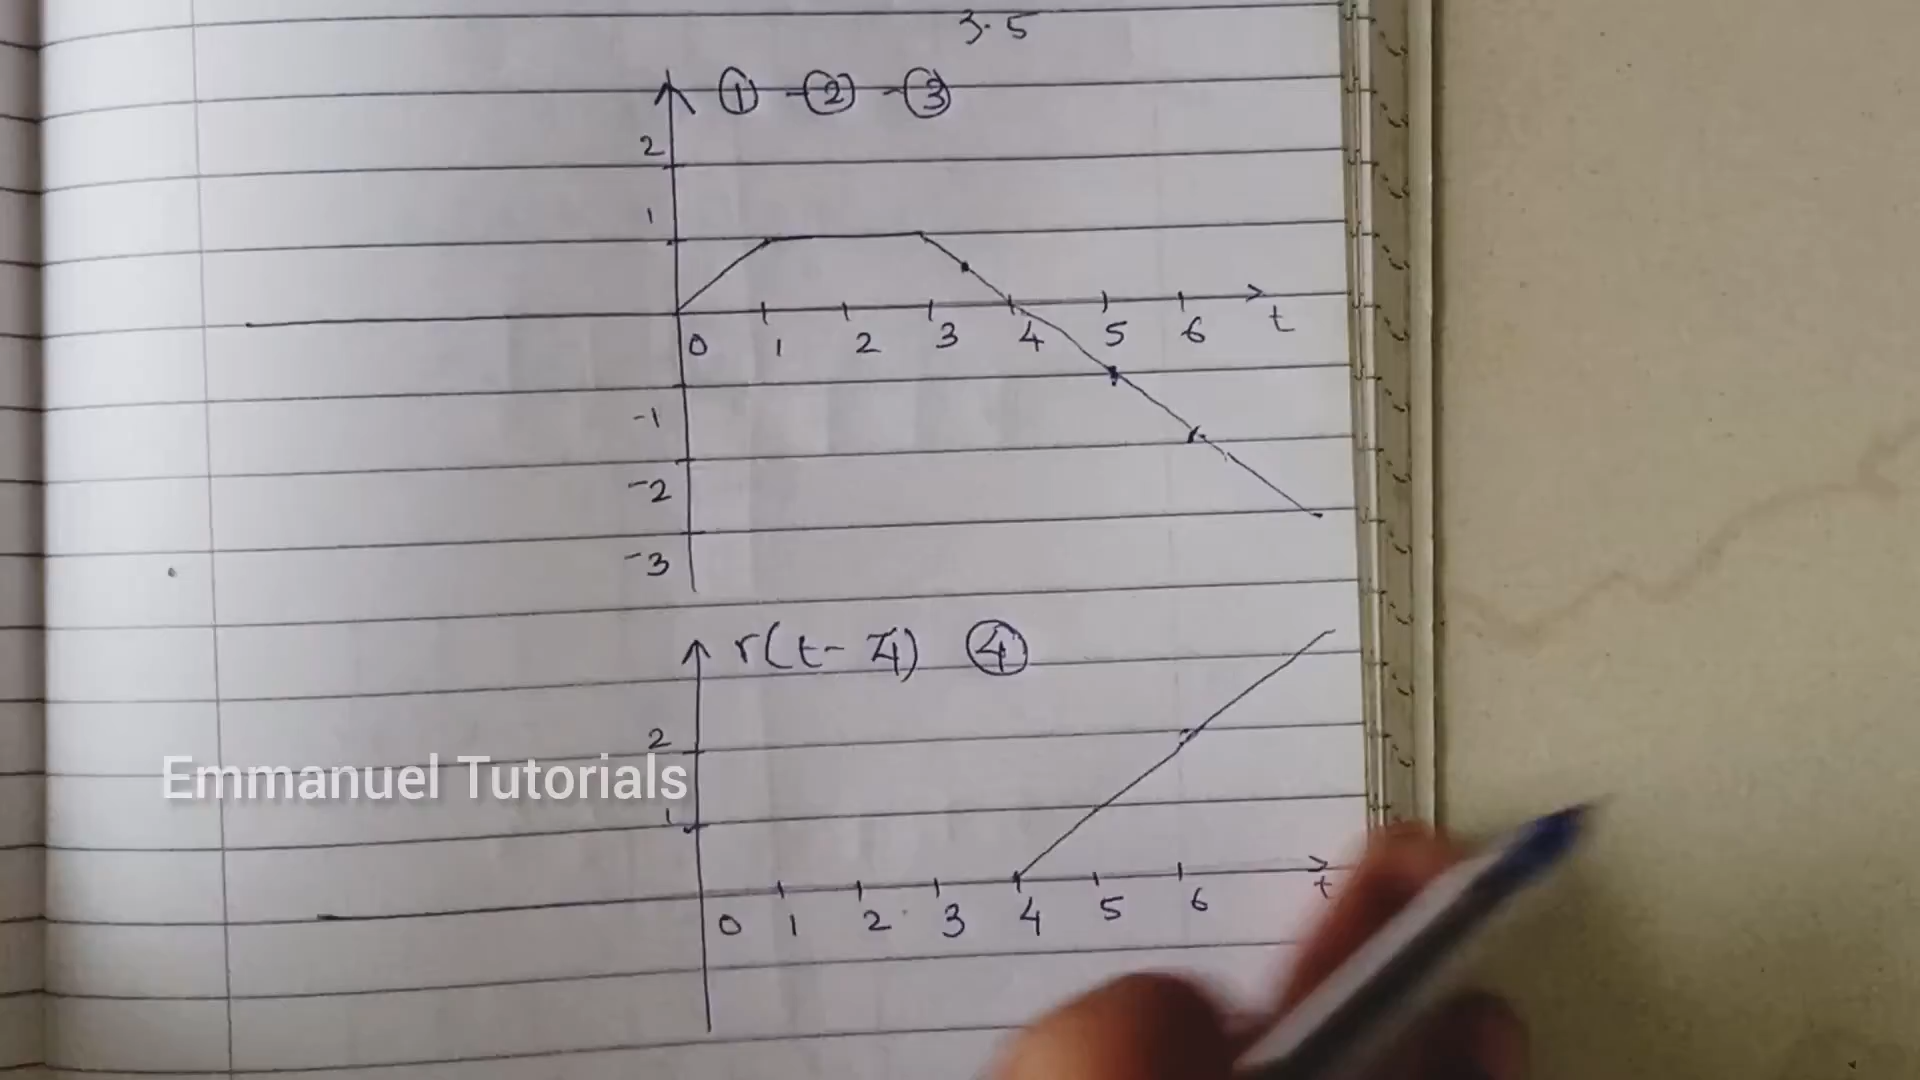 3.5
① -② -③
2
1
0 1 2 3 4 5 6 t
-1
-2
-3
r(t-4) ④
2
Emmanuel Tutorials
1
t
0 1 2 3 4 5 6